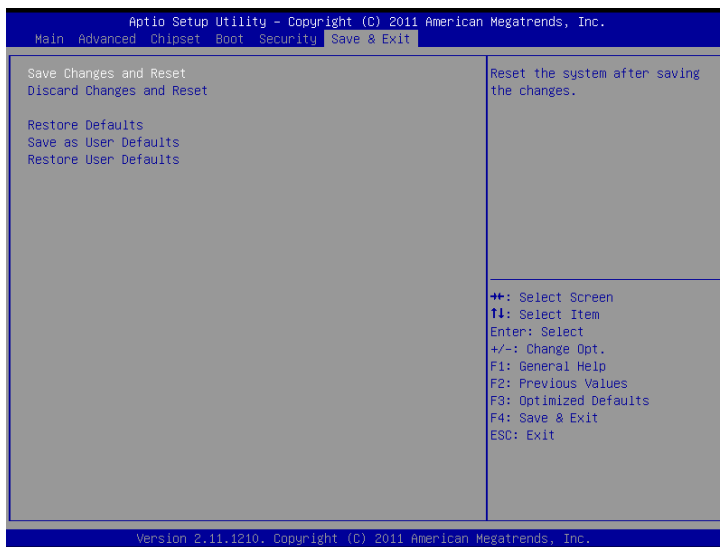 Aptio Setup Utility – Copyright (C) 2011 American Megatrends, Inc.
Main Advanced Chipset Boot Security Save & Exit
Save Changes and Reset
Discard Changes and Reset
Restore Defaults
Save as User Defaults
Restore User Defaults
Reset the system after saving
the changes.
→←: Select Screen
↑↓: Select Item
Enter: Select
+/-: Change Opt.
F1: General Help
F2: Previous Values
F3: Optimized Defaults
F4: Save & Exit
ESC: Exit
Version 2.11.1210. Copyright (C) 2011 American Megatrends, Inc.